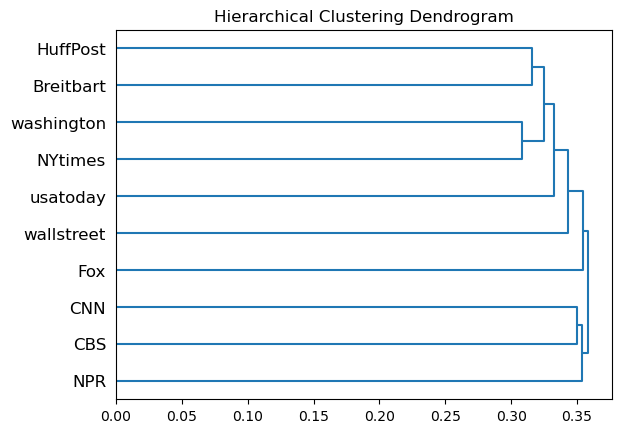 Hierarchical Clustering Dendrogram
HuffPost
Breitbart
washington
NYtimes
usatoday
wallstreet
Fox
CNN
CBS
NPR
0.00 0.05 0.10 0.15 0.20 0.25 0.30 0.35